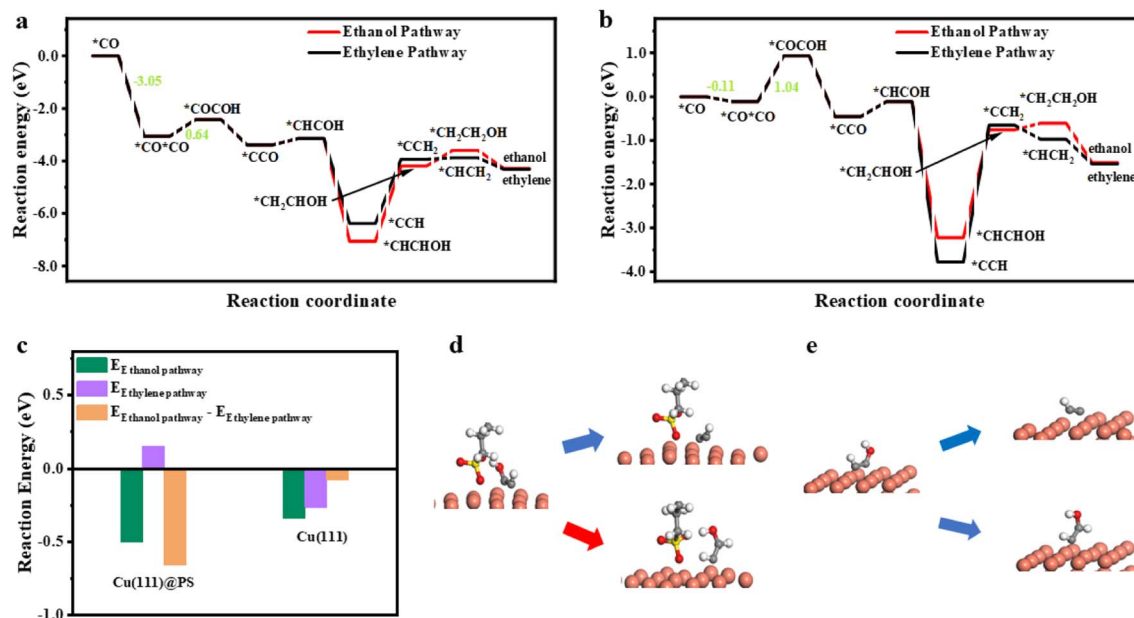 a
Reaction energy (eV)
0.0
-2.0
-4.0
-6.0
-8.0
Ethanol Pathway
Ethylene Pathway
*CO
-3.05
*COCOH
*CO*CO
0.64
*CCO
*CHCOH
*CCH₂
*CH₂CH₂OH
ethanol
*CHCH₂
ethylene
*CH₂CHOH
*CCH
*CHCHOH
Reaction coordinate
b
Reaction energy (eV)
1.0
0.0
-1.0
-2.0
-3.0
-4.0
Ethanol Pathway
Ethylene Pathway
*COCOH
-0.11
1.04
*CO
*CO*CO
*CHCOH
*CCO
*CCH₂
*CH₂CH₂OH
*CHCH₂
ethanol
ethylene
*CH₂CHOH
*CHCHOH
*CCH
Reaction coordinate
c
Reaction Energy (eV)
0.5
0.0
-0.5
-1.0
E Ethanol pathway
E Ethylene pathway
E Ethanol pathway - E Ethylene pathway
Cu(111)@PS
Cu(111)
d
e